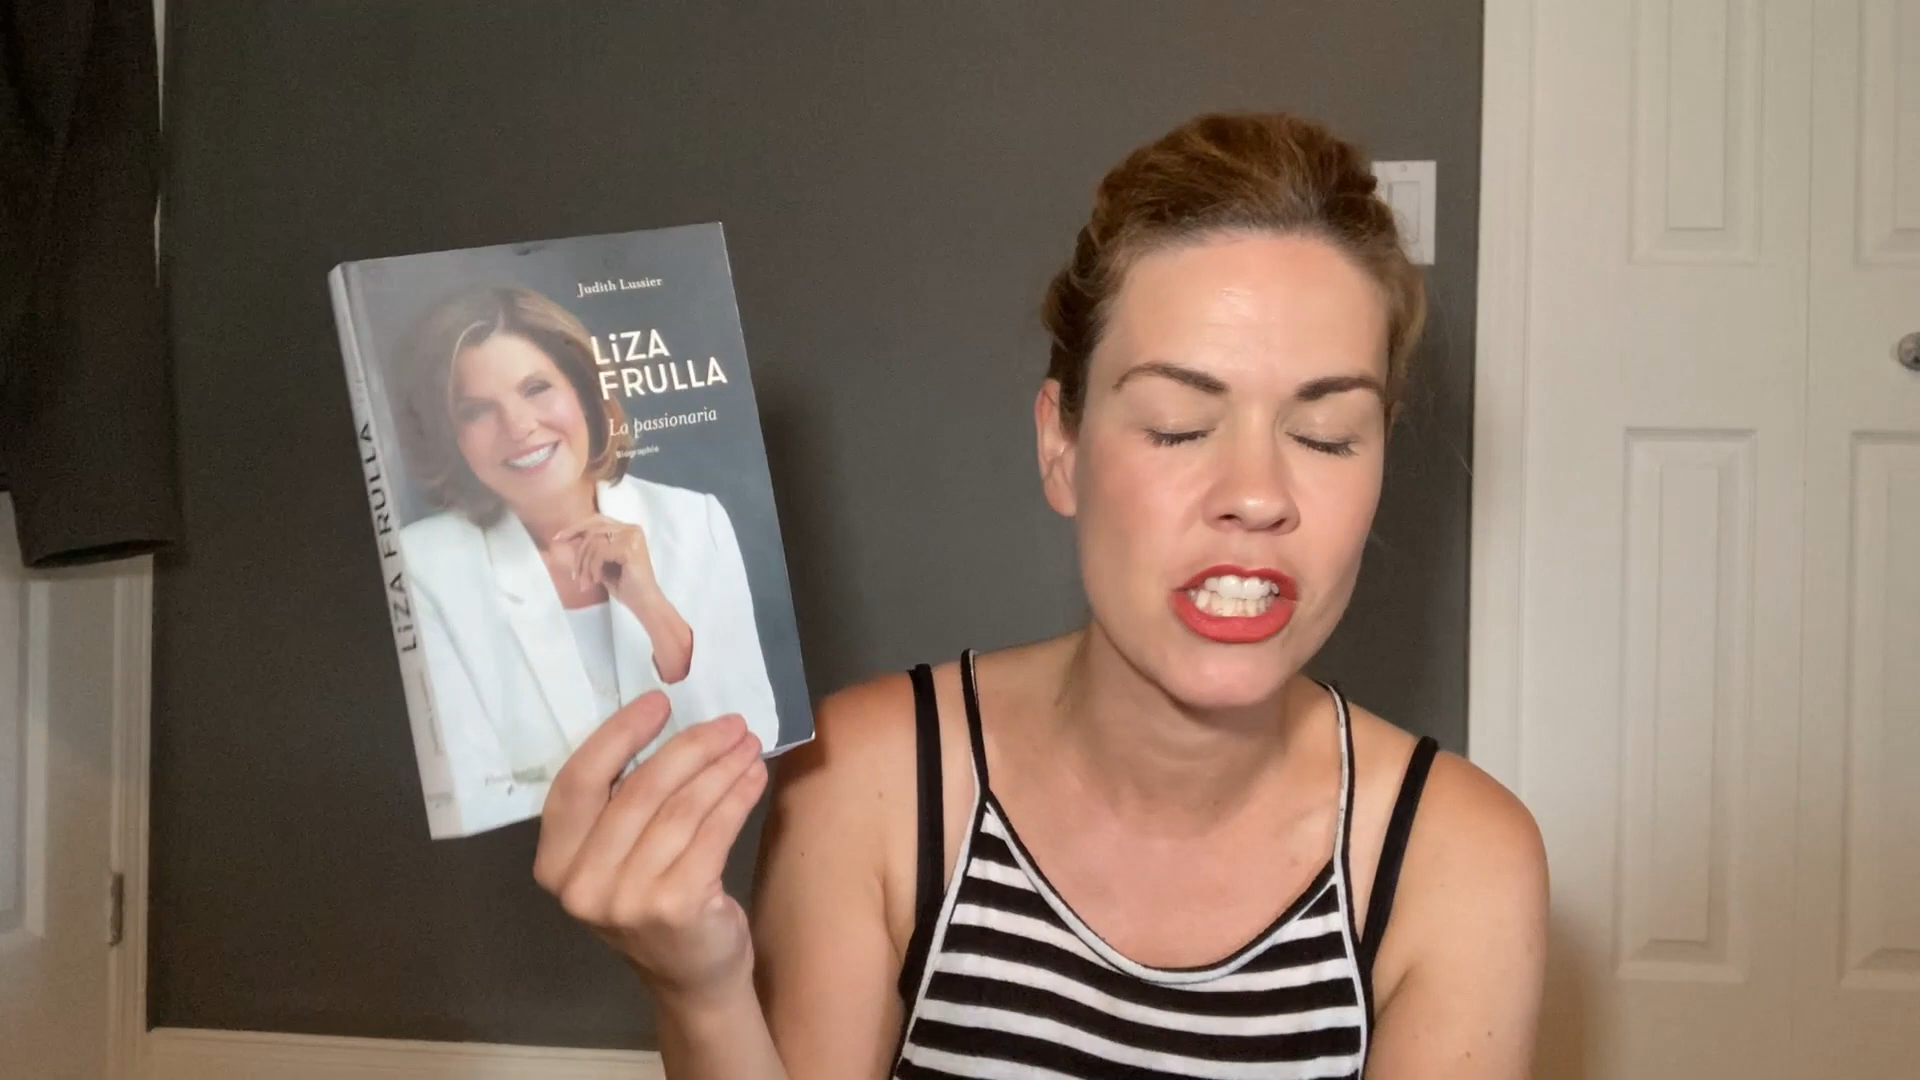 Judith Lussier
LiZA
FRULLA
La passionaria
Biographie
LiZA FRULLA